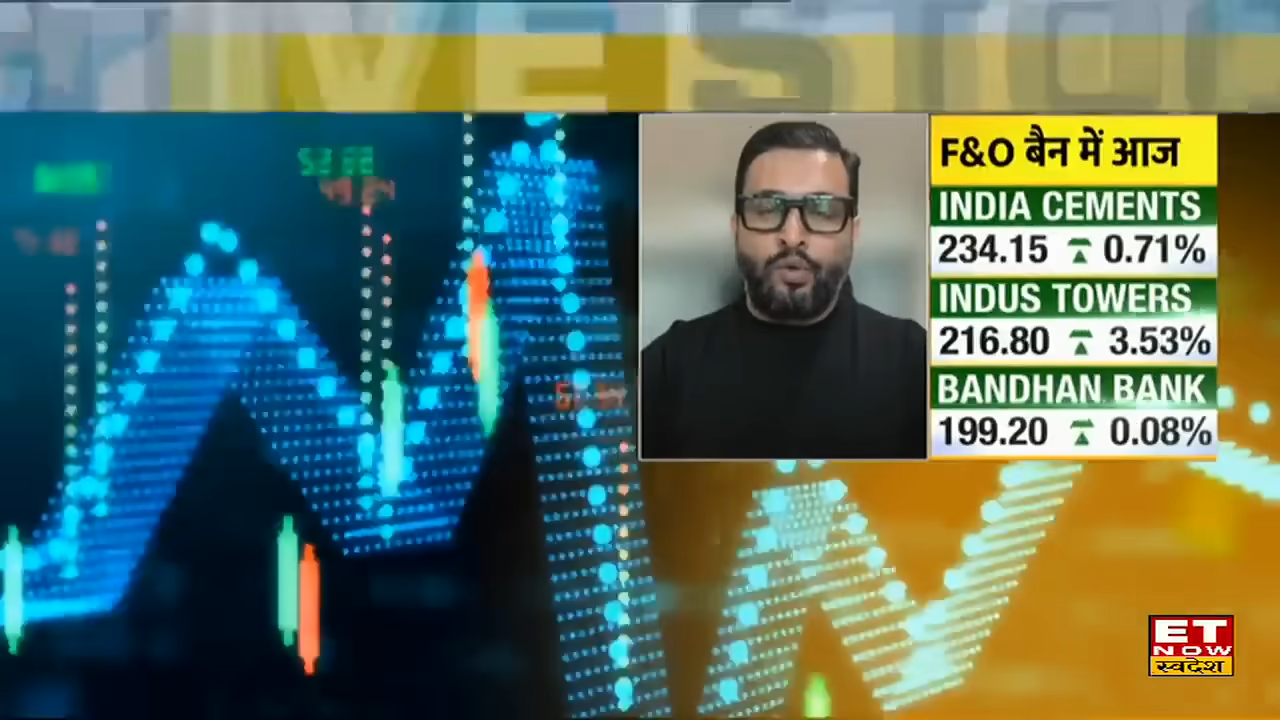 F&O बैन में आज
INDIA CEMENTS
234.15 0.71%
INDUS TOWERS
216.80 3.53%
BANDHAN BANK
199.20 0.08%
ET
NOW
स्वदेश